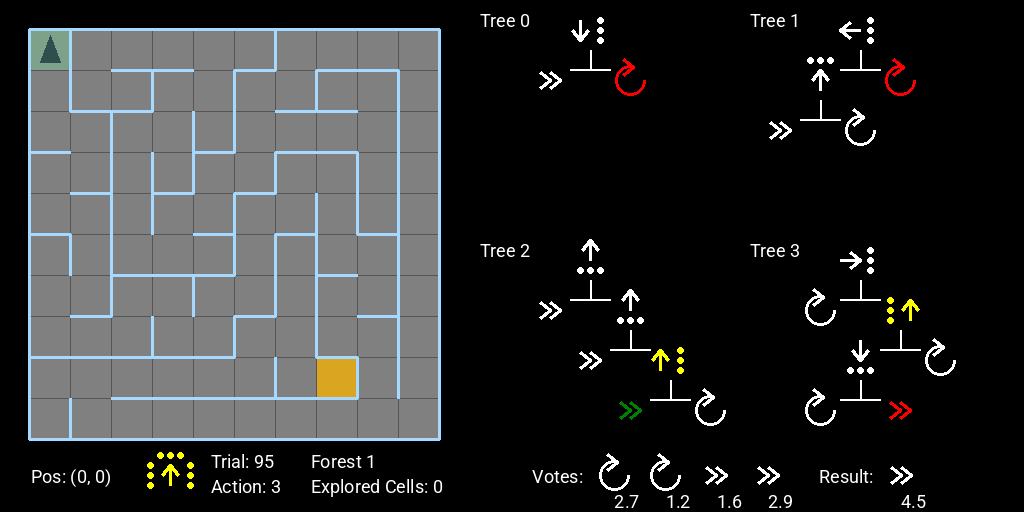 Tree 0
Tree 1
Tree 2
Tree 3
Pos: (0, 0)
Trial: 95
Forest 1
Action: 3
Explored Cells: 0
Votes:
2.7
1.2
1.6
2.9
Result:
4.5